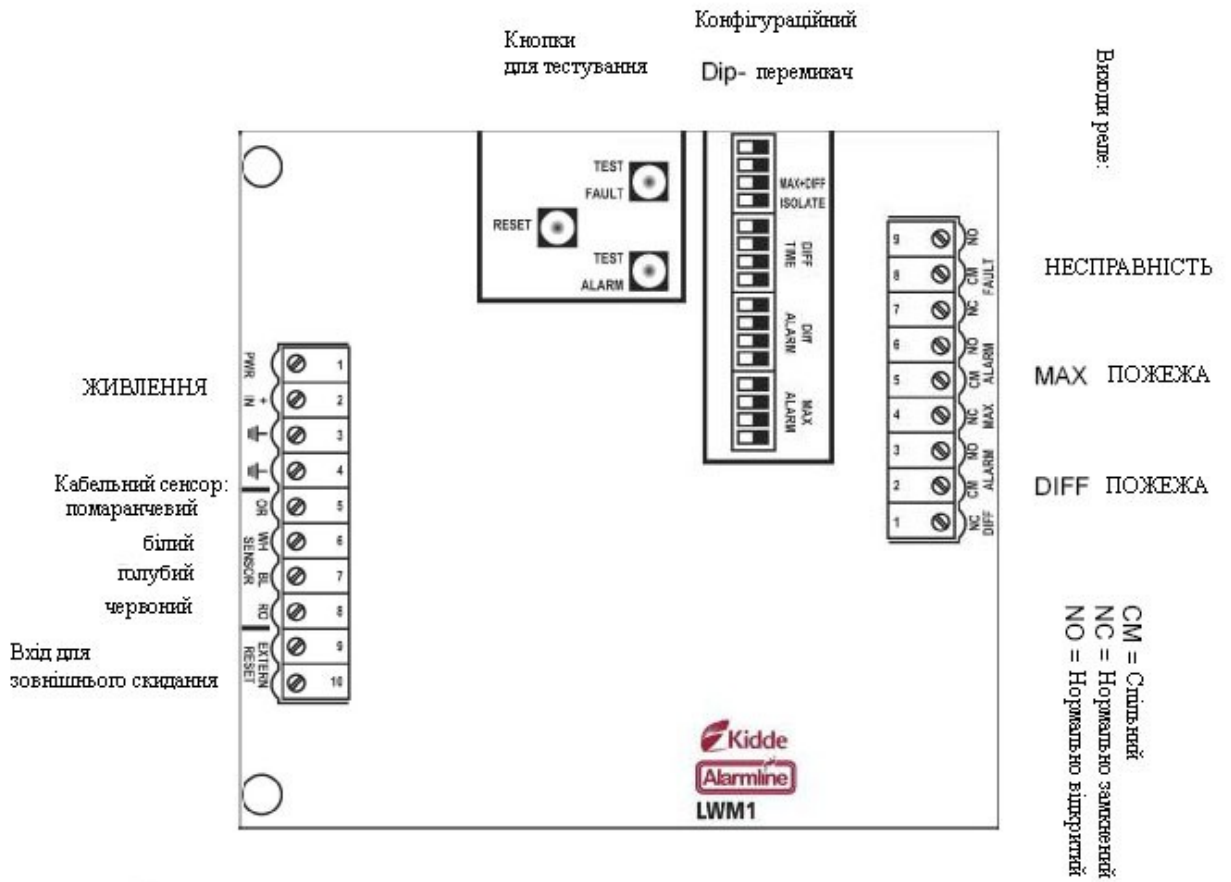 Конфігураційний
Dip- перемикач
Кнопки
для тестування
Виходи реле:
TEST
FAULT
RESET
TEST
ALARM
MAX+DIFF
ISOLATE
DIFF
TIME
DIIT
ALARM
MAX
ALARM
9 NO
8 CM
7 NC
FAULT
6 NO
5 CM
4 NC
MAX ALARM
3 NO
2 CM
1 NC
DIFF ALARM
НЕСПРАВНІСТЬ
MAX ПОЖЕЖА
DIFF ПОЖЕЖА
ЖИВЛЕННЯ
Кабельний сенсор:
помаранчевий
білий
голубий
червоний
Вхід для
зовнішнього скидання
PWR
IN +
OR
WH
BL
RD
SENSOR
EXTERN
RESET
1
2
3
4
5
6
7
8
9
10
Kidde
Alarmline
LWM1
CM = Спільний
NC = Нормально замкнений
NO = Нормально відкритий